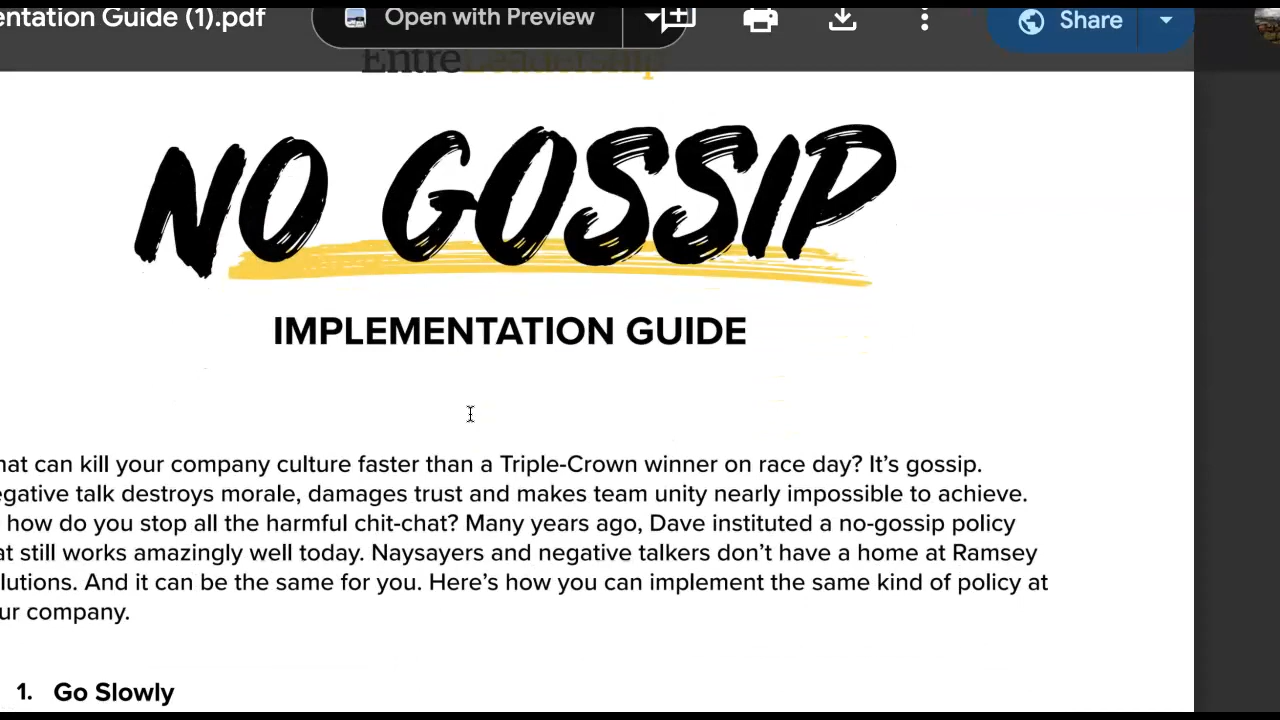 entation Guide (1).pdf
Open with Preview
Share
EntreLeadership
NO GOSSIP
IMPLEMENTATION GUIDE
hat can kill your company culture faster than a Triple-Crown winner on race day? It's gossip.
egative talk destroys morale, damages trust and makes team unity nearly impossible to achieve.
how do you stop all the harmful chit-chat? Many years ago, Dave instituted a no-gossip policy
at still works amazingly well today. Naysayers and negative talkers don't have a home at Ramsey
lutions. And it can be the same for you. Here's how you can implement the same kind of policy at
ur company.
1. Go Slowly